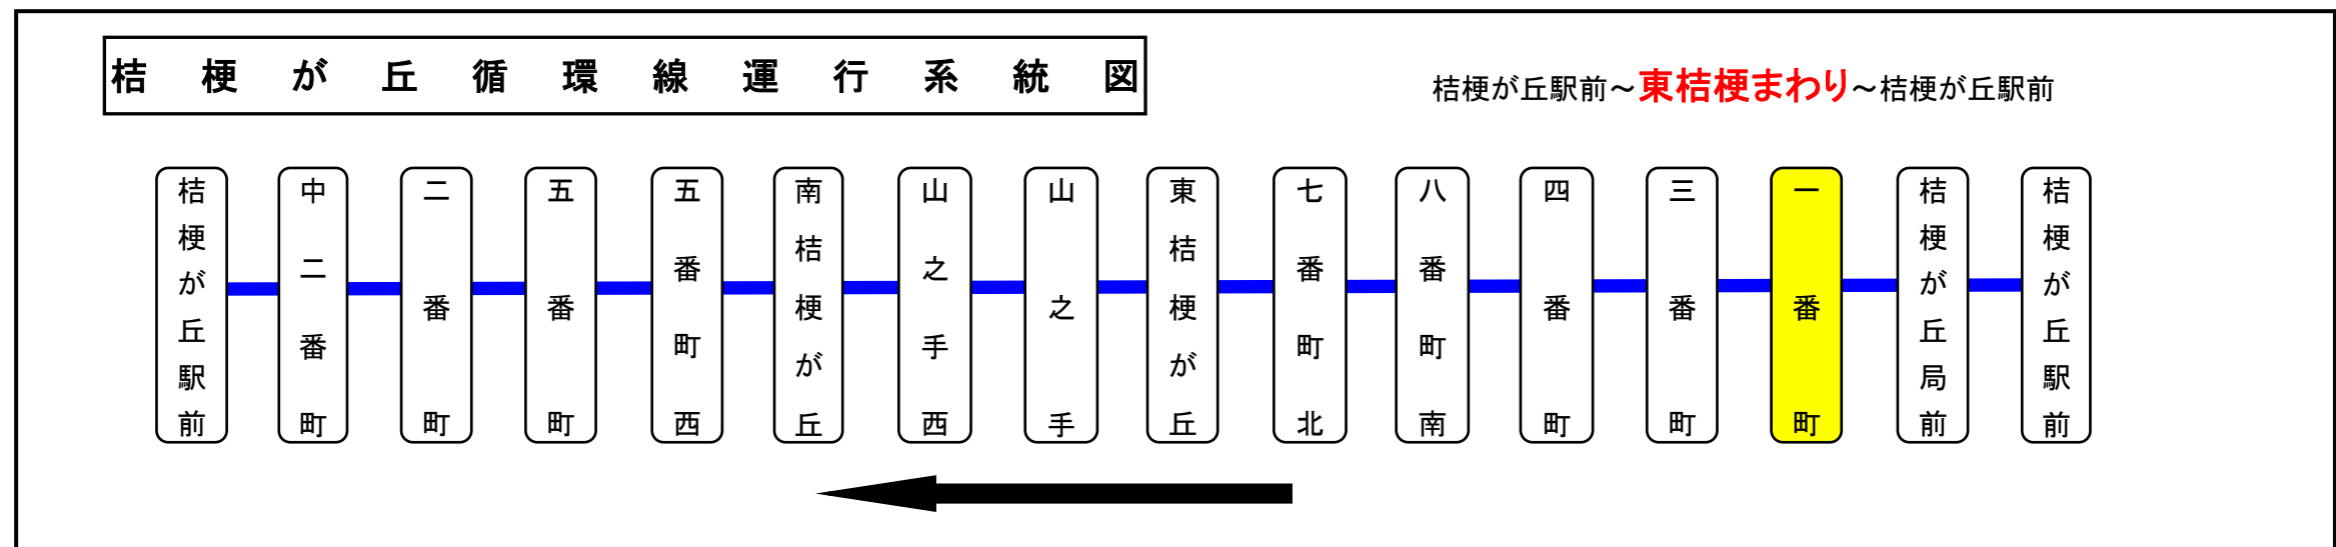 桔梗が丘循環線運行系統図
桔梗が丘駅前～東桔梗まわり～桔梗が丘駅前
桔梗が丘駅前
中二番町
二番町
五番町
五番町西
南桔梗が丘
山之手西
山之手
東桔梗が丘
七番町北
八番町南
四番町
三番町
一番町
桔梗が丘局前
桔梗が丘駅前